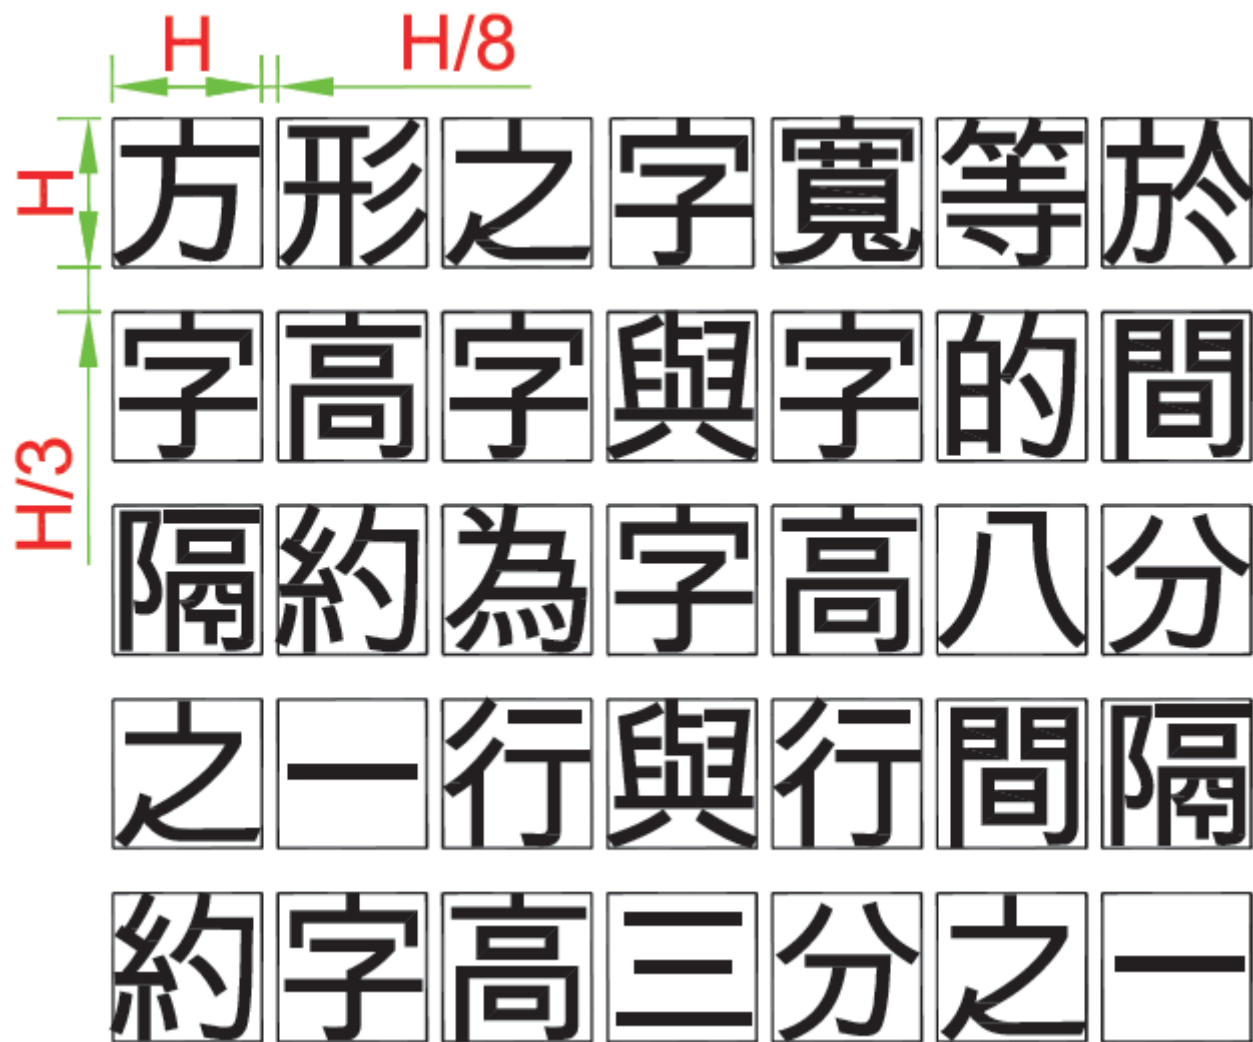 H H/8
H 方形之字寬等於
字高字與字的間
H/3
隔約為字高八分
之一行與行間隔
約字高三分之一